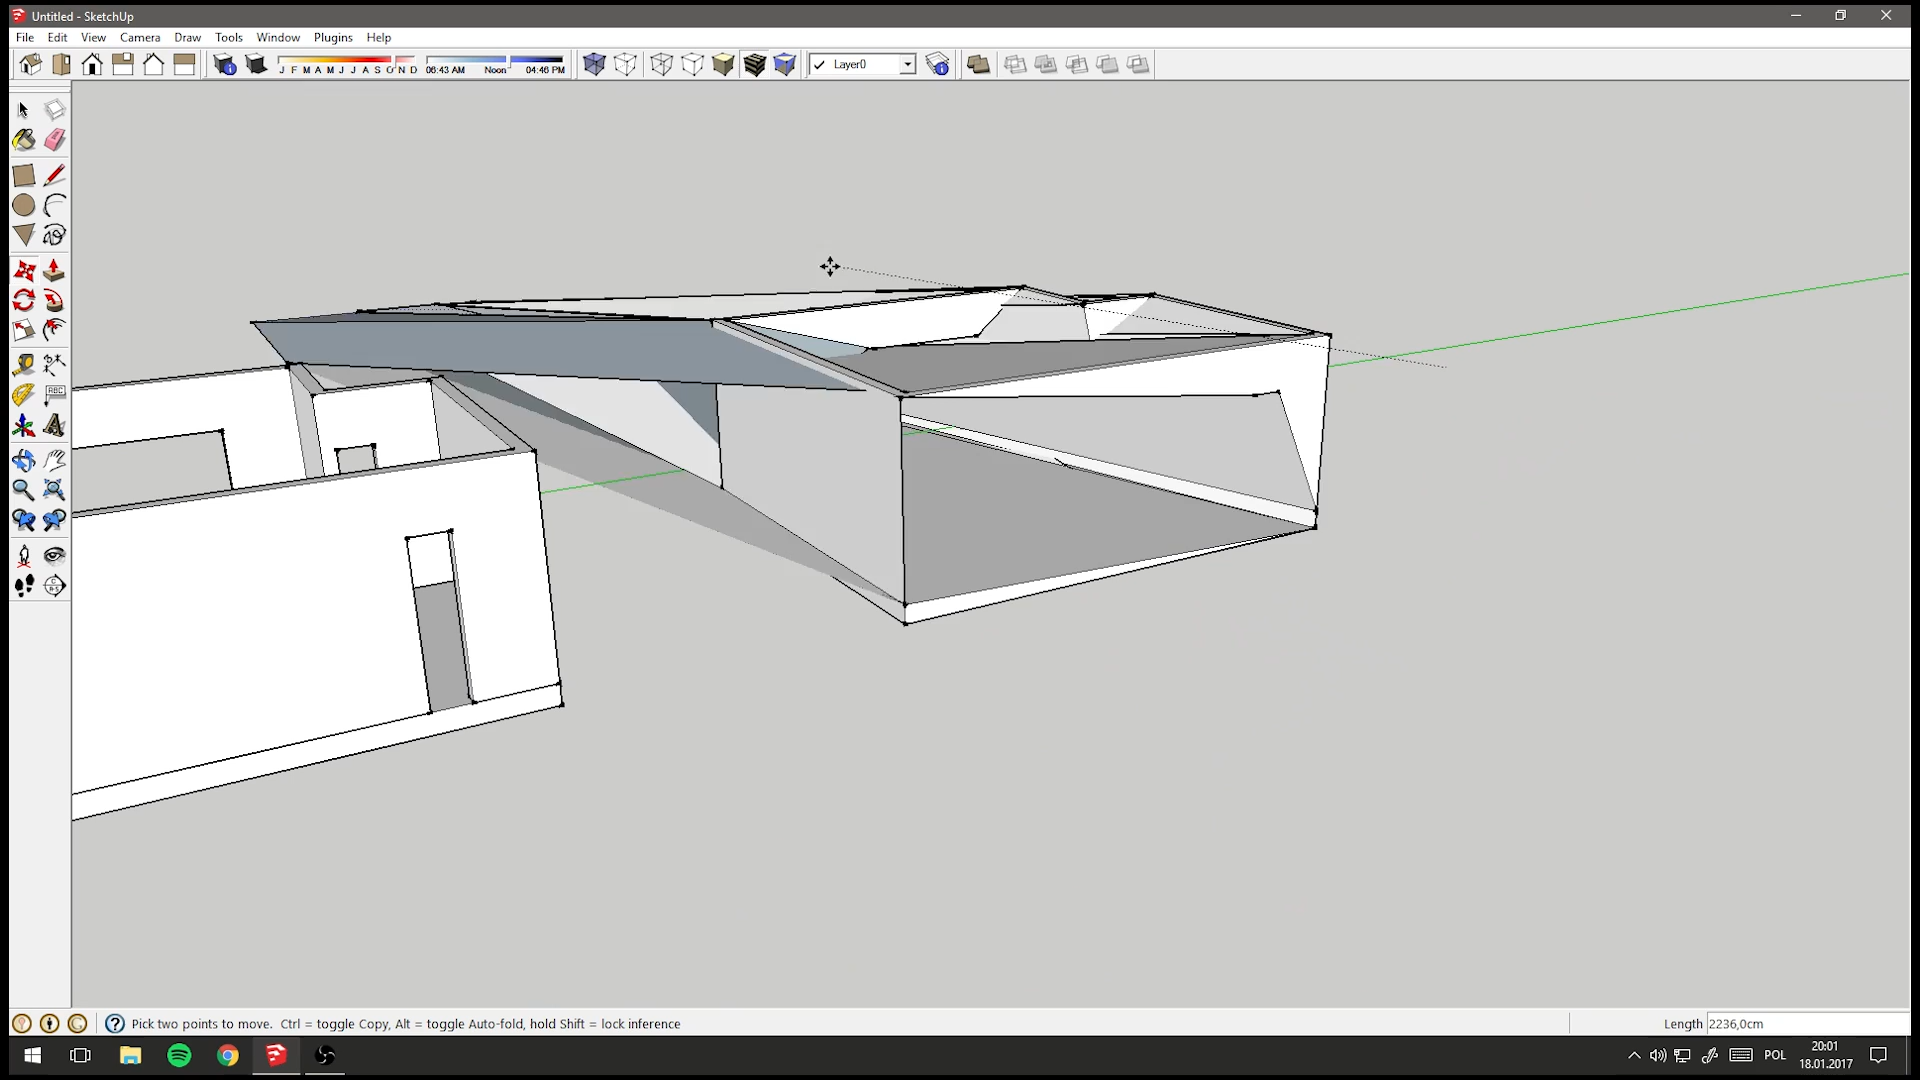 Untitled - SketchUp
File Edit View Camera Draw Tools Window Plugins Help
J F M A M J J A S O N D 06:43 AM Noon 04:46 PM
Layer0
ABC
Pick two points to move. Ctrl = toggle Copy, Alt = toggle Auto-fold, hold Shift = lock inference
Length 2236,0cm
POL
20:01
18.01.2017